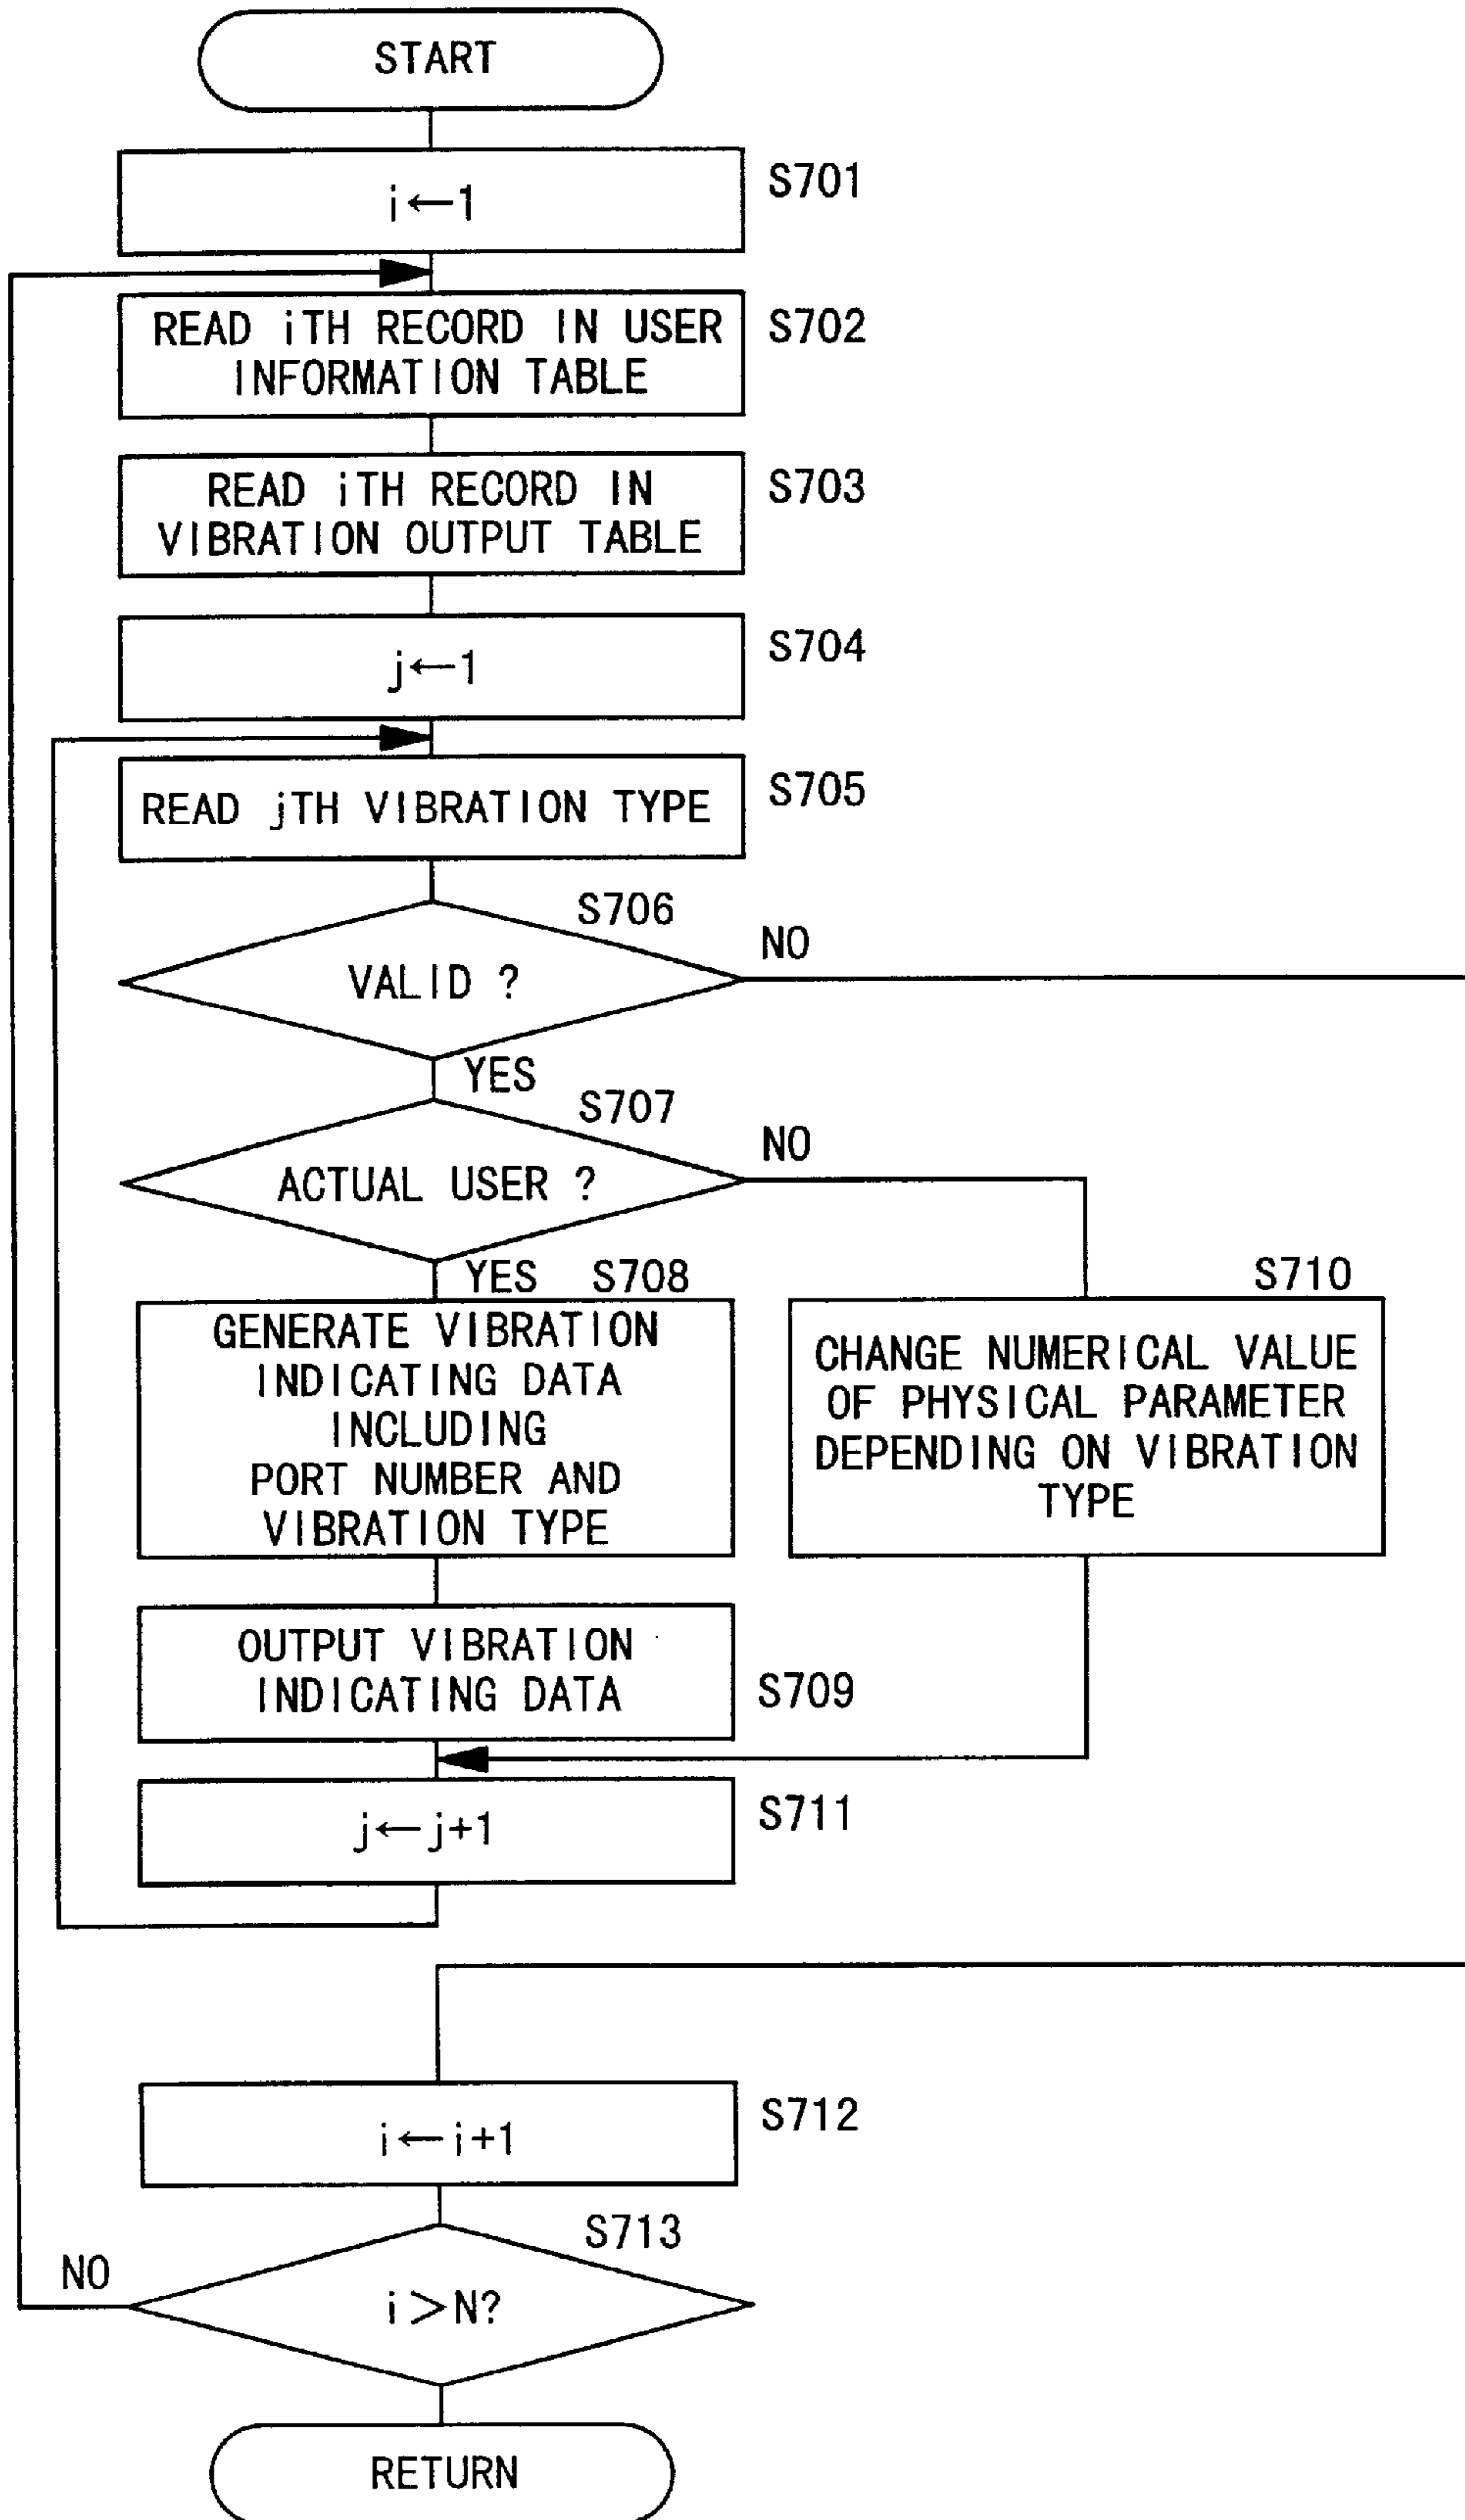 START
i←1
S701
READ iTH RECORD IN USER
INFORMATION TABLE
S702
READ iTH RECORD IN
VIBRATION OUTPUT TABLE
S703
j←1
S704
READ jTH VIBRATION TYPE
S705
S706
VALID ?
NO
YES
S707
ACTUAL USER ?
NO
YES
S708
GENERATE VIBRATION
INDICATING DATA
INCLUDING
PORT NUMBER AND
VIBRATION TYPE
S710
CHANGE NUMERICAL VALUE
OF PHYSICAL PARAMETER
DEPENDING ON VIBRATION
TYPE
OUTPUT VIBRATION
INDICATING DATA
S709
j←j+1
S711
i←i+1
S712
S713
NO
i>N?
RETURN